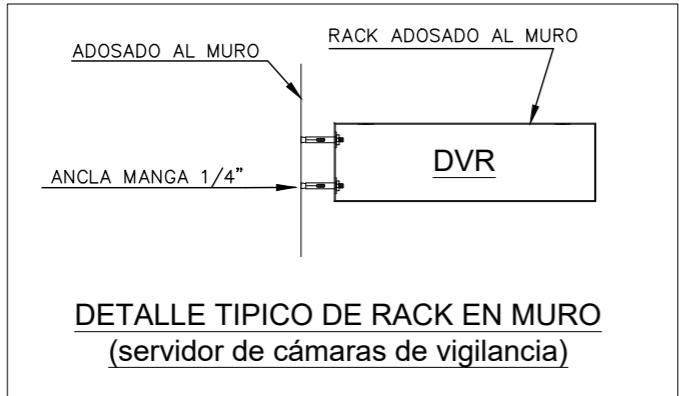 ADOSADO AL MURO
RACK ADOSADO AL MURO
DVR
ANCLA MANGA 1/4"
DETALLE TIPICO DE RACK EN MURO
(servidor de cámaras de vigilancia)